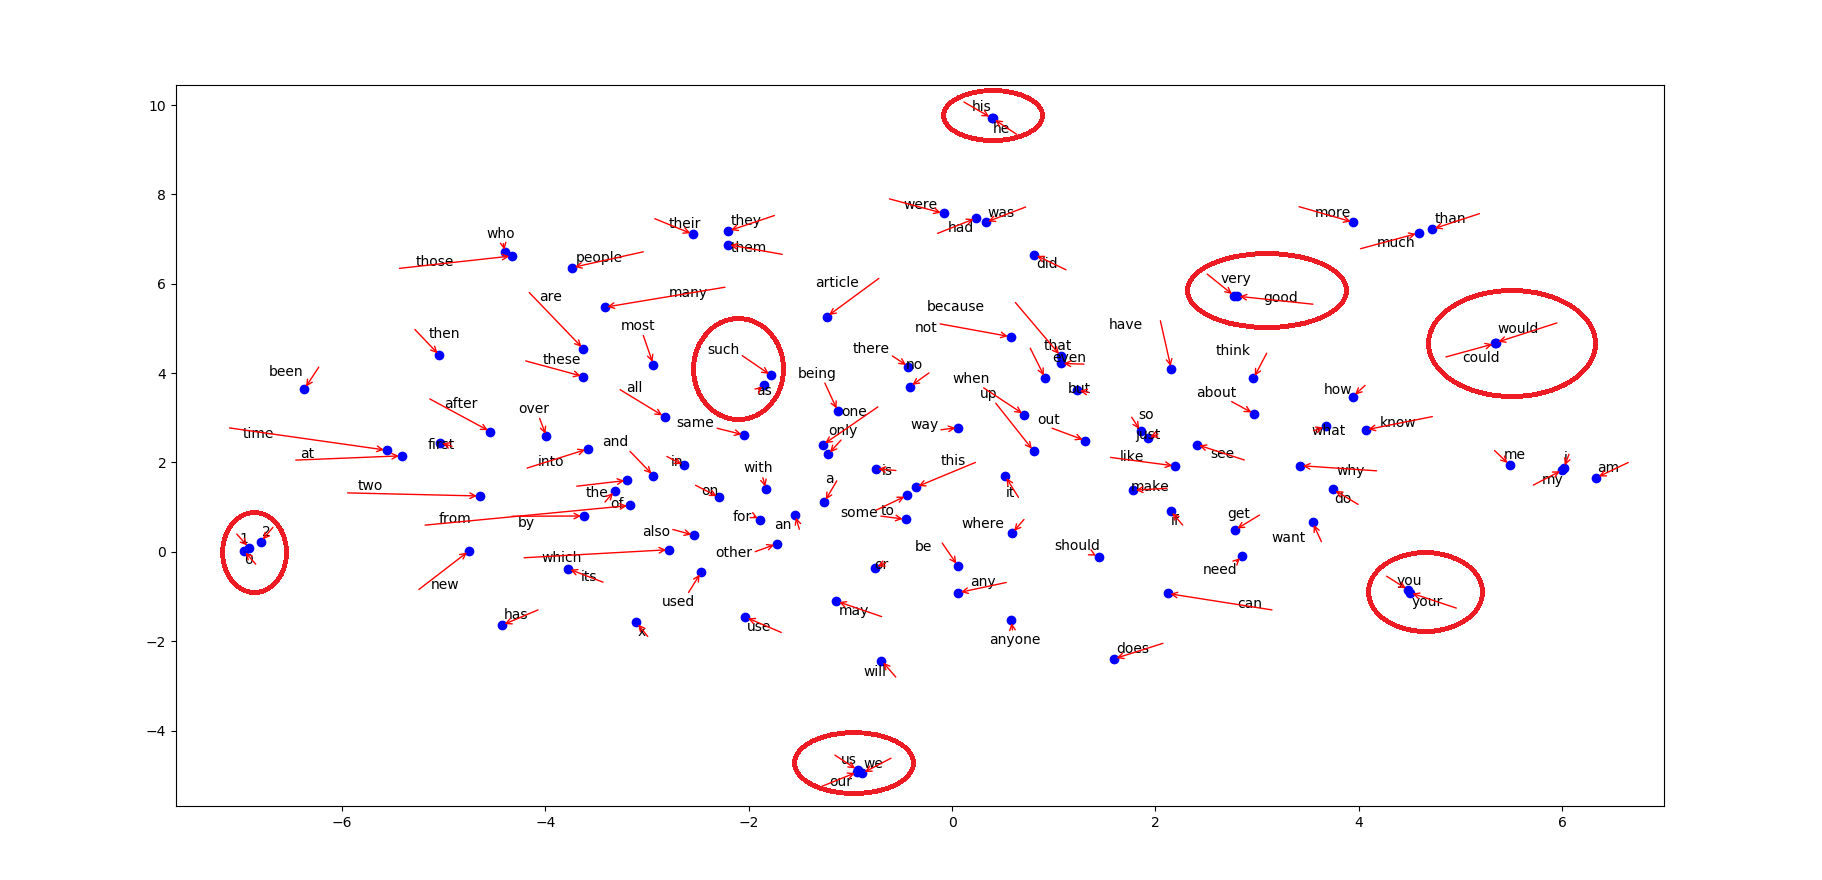 10
8
6
4
2
0
−2
−4
−6
−4
−2
0
2
4
6
his
he
were
had
was
more
than
much
their
they
them
who
those
people
did
very
good
article
many
are
because
not
have
would
could
then
most
these
such
as
there
no
that
even
think
been
being
when
but
how
about
after
all
over
same
one
only
up
way
out
so
just
what
know
time
first
at
into
and
in
with
is
this
like
see
why
me
i
my
am
two
the
of
on
a
it
make
do
from
by
for
an
some
to
where
if
get
want
1
2
0
also
other
which
its
be
should
need
or
new
used
any
can
you
your
has
x
use
may
anyone
does
will
us
we
our